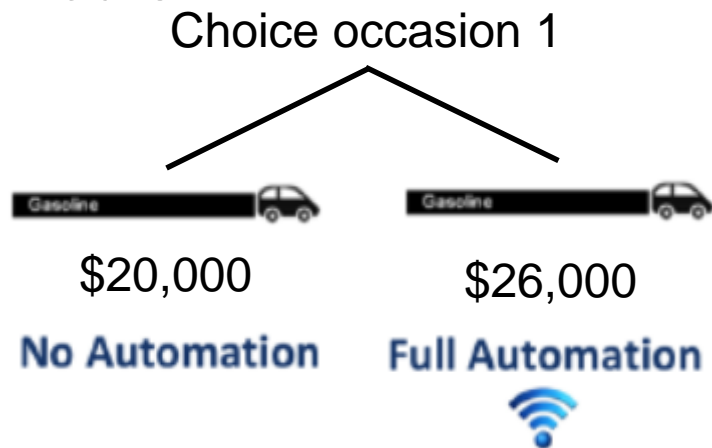 Choice occasion 1
Gasoline
Gasoline
$20,000
$26,000
No Automation
Full Automation